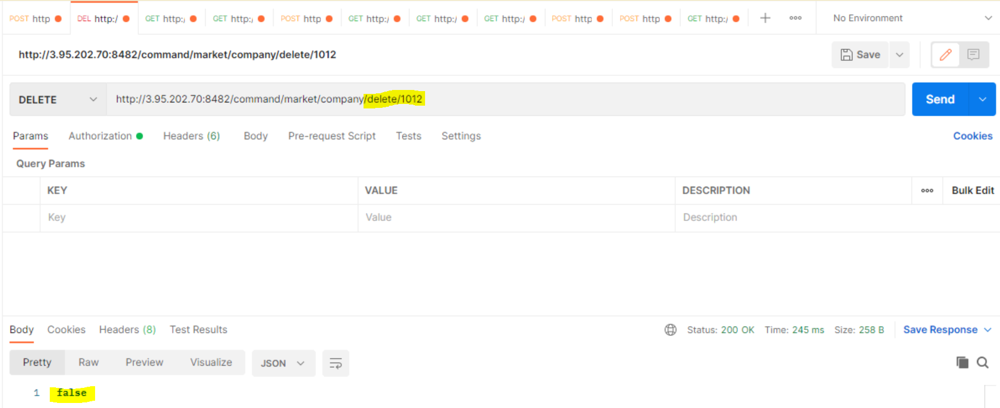 POST http DEL http:/ GET http:/ GET http:/ POST http GET http:/ GET http:/ GET http:/ POST http POST http GET http:/ No Environment
http://3.95.202.70:8482/command/market/company/delete/1012 Save
DELETE http://3.95.202.70:8482/command/market/company/delete/1012 Send
Params Authorization Headers (6) Body Pre-request Script Tests Settings Cookies
Query Params
KEY VALUE DESCRIPTION Bulk Edit
Key Value Description
Body Cookies Headers (8) Test Results Status: 200 OK Time: 245 ms Size: 258 B Save Response
Pretty Raw Preview Visualize JSON
1 false